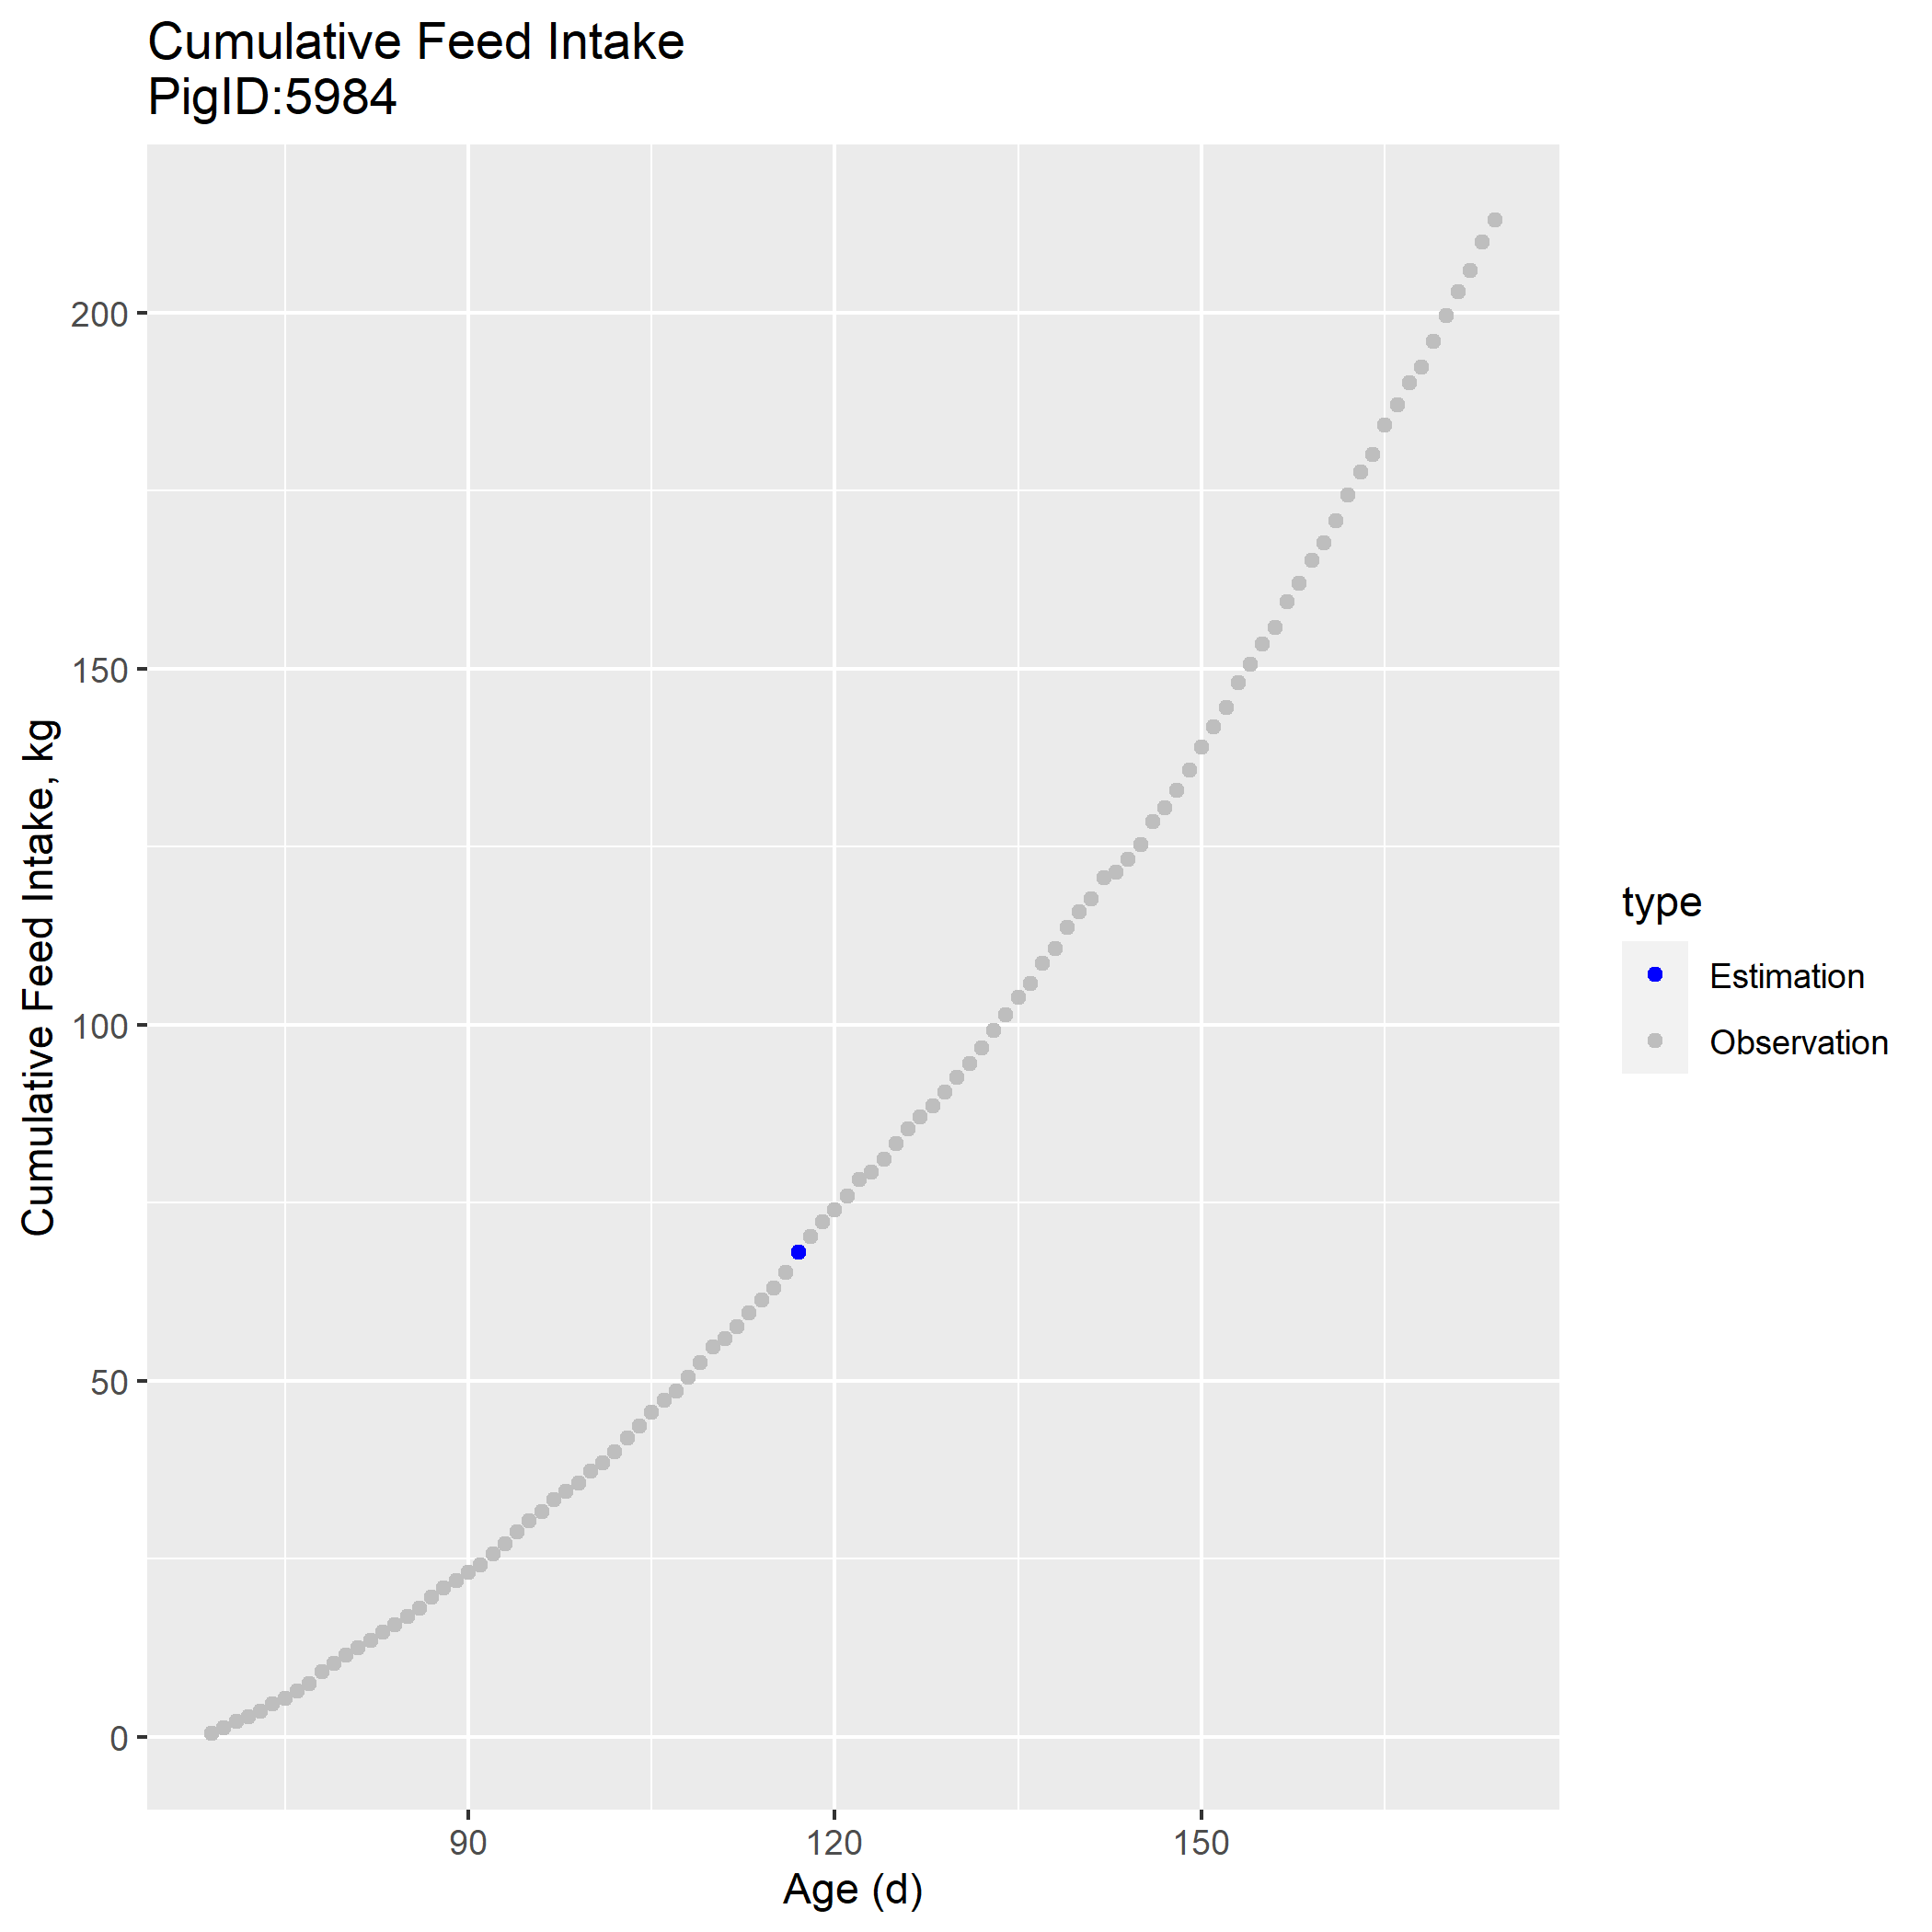 Cumulative Feed Intake
PigID:5984
Cumulative Feed Intake, kg
200
150
100
50
0
90
120
150
Age (d)
type
Estimation
Observation